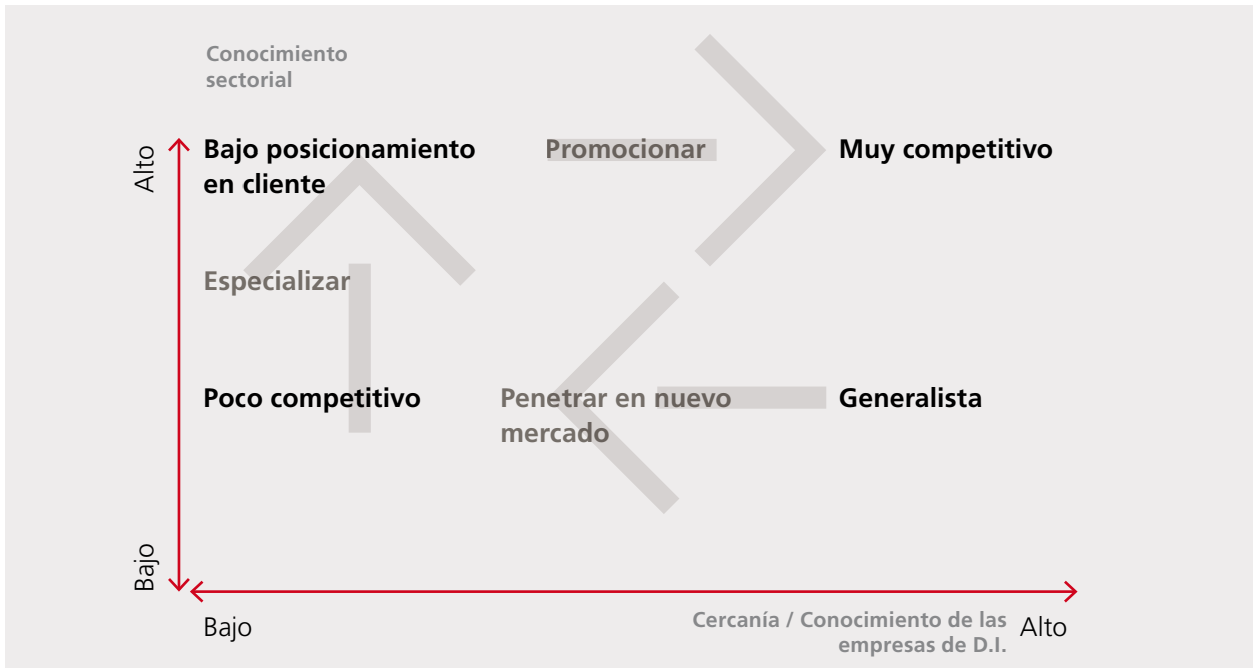 Conocimiento
sectorial
Alto
Bajo posicionamiento
en cliente
Promocionar
Muy competitivo
Especializar
Poco competitivo
Penetrar en nuevo
mercado
Generalista
Bajo
Bajo
Cercanía / Conocimiento de las
empresas de D.I.
Alto